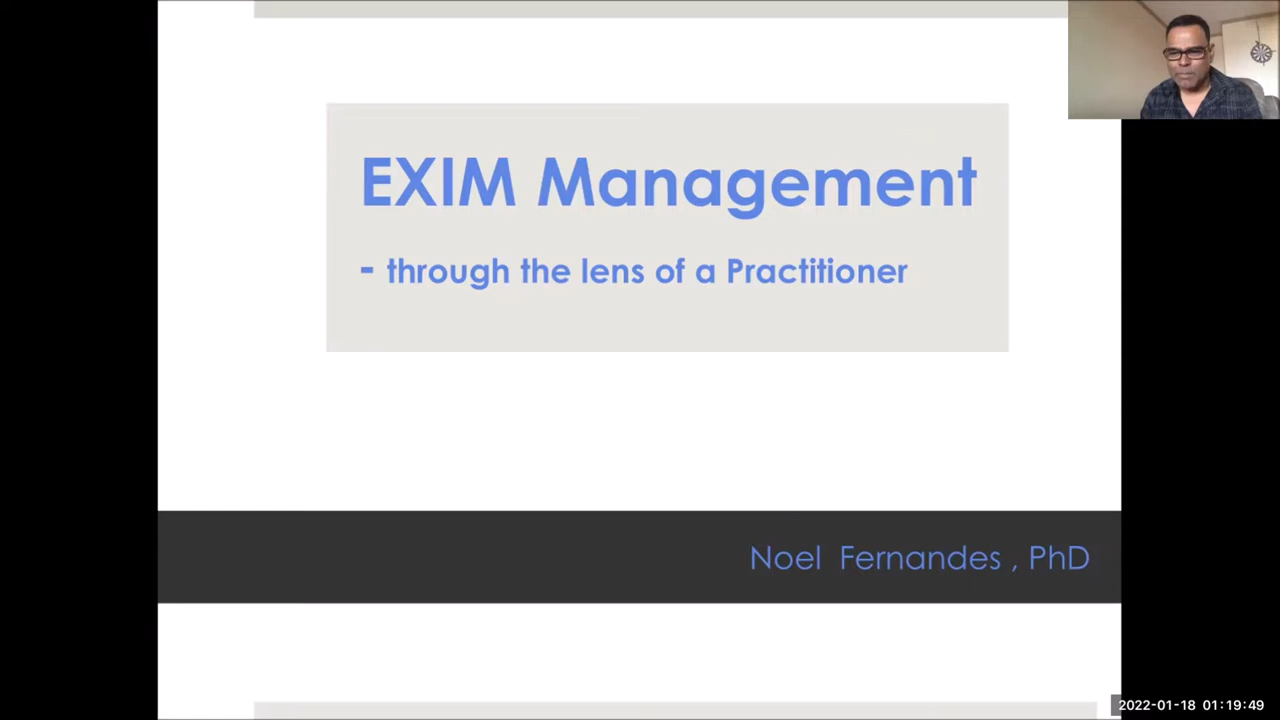 EXIM Management
- through the lens of a Practitioner
Noel Fernandes , PhD
2022-01-18 01:19:49